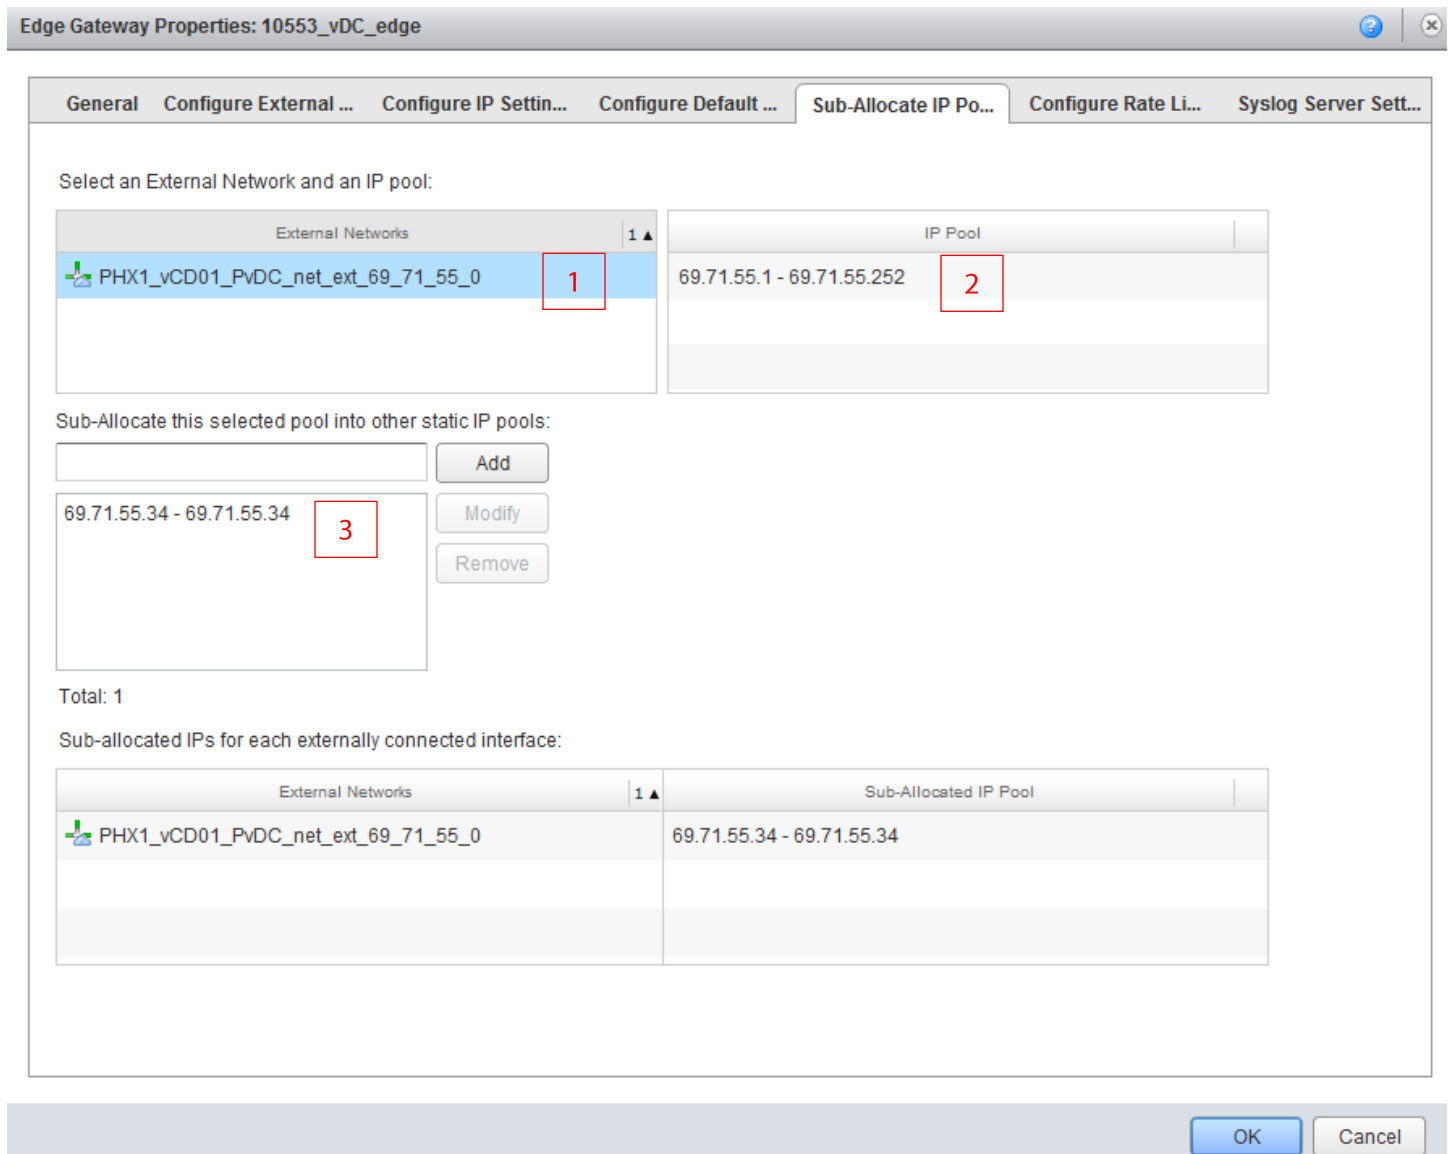 Edge Gateway Properties: 10553_vDC_edge
General Configure External ... Configure IP Settin... Configure Default ... Sub-Allocate IP Po... Configure Rate Li... Syslog Server Sett...
Select an External Network and an IP pool:
External Networks 1 ▲ IP Pool
PHX1_vCD01_PvDC_net_ext_69_71_55_0 1 69.71.55.1 - 69.71.55.252 2
Sub-Allocate this selected pool into other static IP pools:
Add
69.71.55.34 - 69.71.55.34 3 Modify
Remove
Total: 1
Sub-allocated IPs for each externally connected interface:
External Networks 1 ▲ Sub-Allocated IP Pool
PHX1_vCD01_PvDC_net_ext_69_71_55_0 69.71.55.34 - 69.71.55.34
OK Cancel